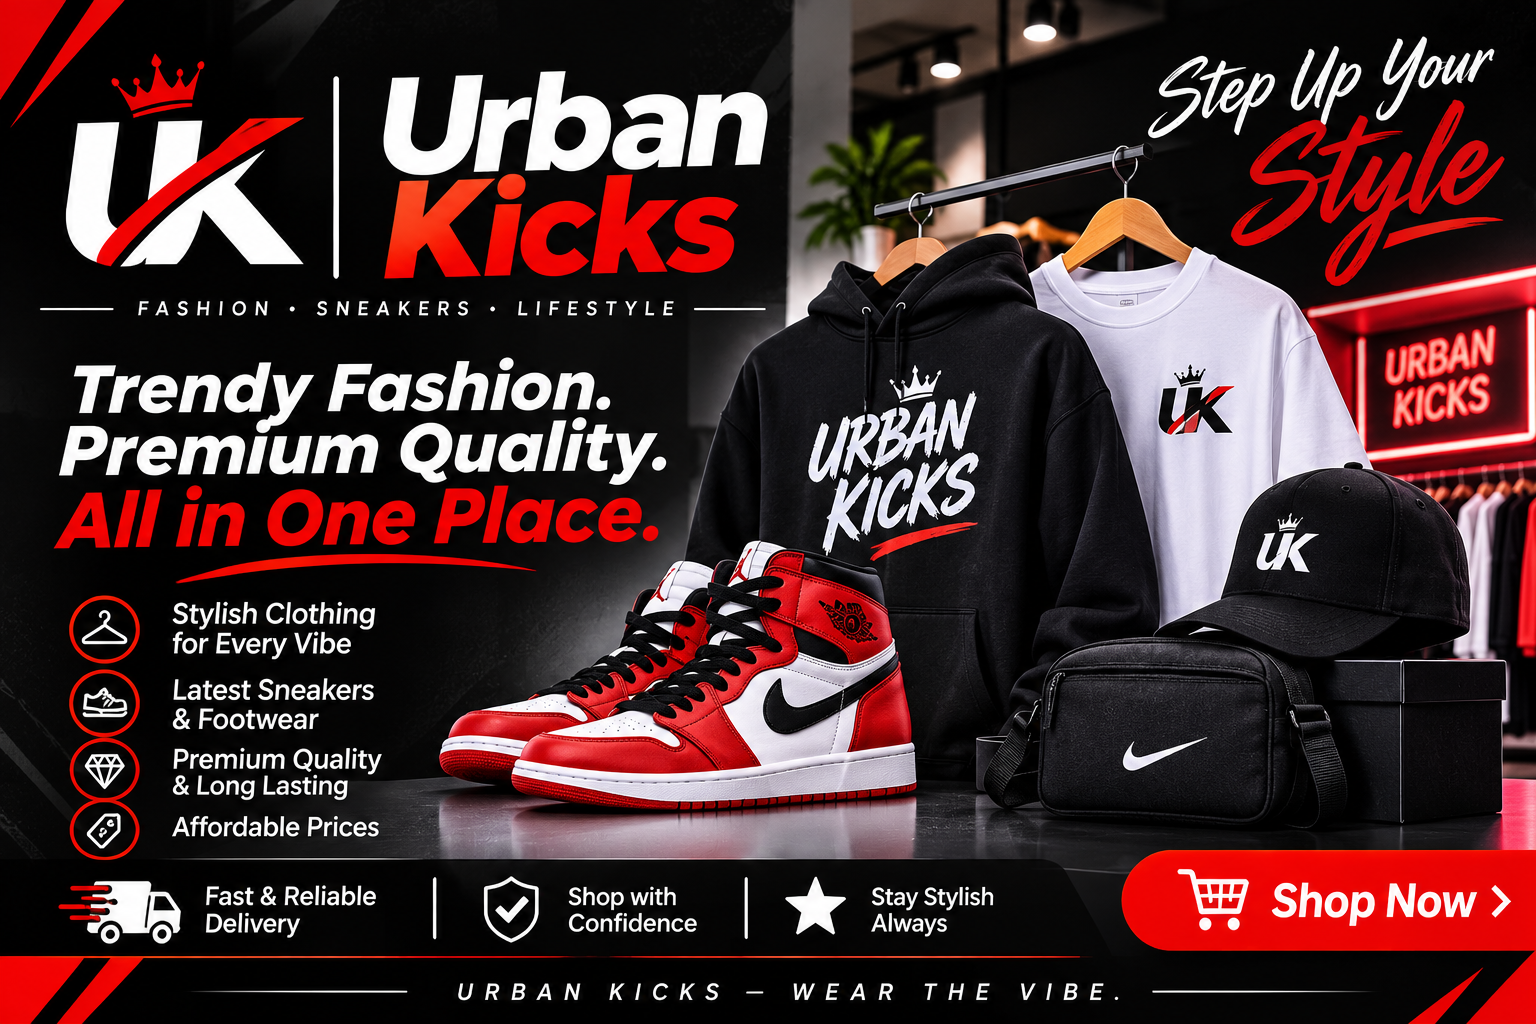 UK
Urban
Kicks
FASHION • SNEAKERS • LIFESTYLE
Step Up Your
Style
Trendy Fashion.
Premium Quality.
All in One Place.
Stylish Clothing
for Every Vibe
Latest Sneakers
& Footwear
Premium Quality
& Long Lasting
Affordable Prices
URBAN
KICKS
UK
URBAN
KICKS
UK
Fast & Reliable
Delivery
Shop with
Confidence
Stay Stylish
Always
Shop Now >
URBAN KICKS — WEAR THE VIBE.